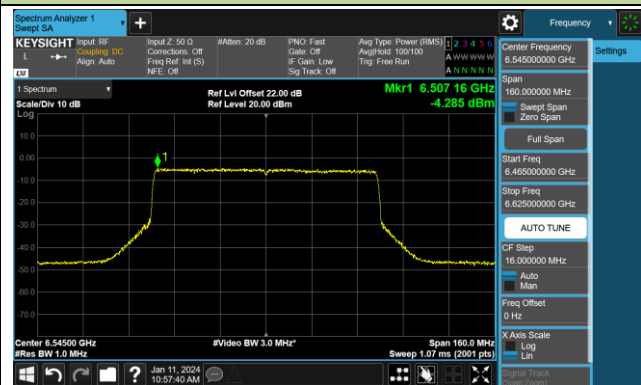 Spectrum Analyzer 1
Swept SA
Frequency
KEYSIGHT
L
LXI
Input: RF
Coupling: DC
Align: Auto
Input Z: 50 Ω
Corrections: Off
Freq Ref: Int (S)
NFE: Off
#Atten: 20 dB
PNO: Fast
Gate: Off
IF Gain: Low
Sig Track: Off
Avg Type: Power (RMS)
Avg|Hold: 100/100
Trig: Free Run
1 2 3 4 5 6
A W W W W W
A N N N N N
Center Frequency
6.545000000 GHz
Settings
Span
160.000000 MHz
Swept Span
Zero Span
Full Span
Start Freq
6.465000000 GHz
Stop Freq
6.625000000 GHz
AUTO TUNE
CF Step
16.000000 MHz
Auto
Man
Freq Offset
0 Hz
X Axis Scale
Log
Lin
Signal Track
(Span Zoom)
1 Spectrum
Scale/Div 10 dB
Log
Ref Lvl Offset 22.00 dB
Ref Level 20.00 dBm
Mkr1 6.507 16 GHz
-4.285 dBm
10.0
0.00
-10.0
-20.0
-30.0
-40.0
-50.0
-60.0
-70.0
1
Center 6.54500 GHz
#Res BW 1.0 MHz
#Video BW 3.0 MHz*
Span 160.0 MHz
Sweep 1.07 ms (2001 pts)
?
Jan 11, 2024
10:57:40 AM